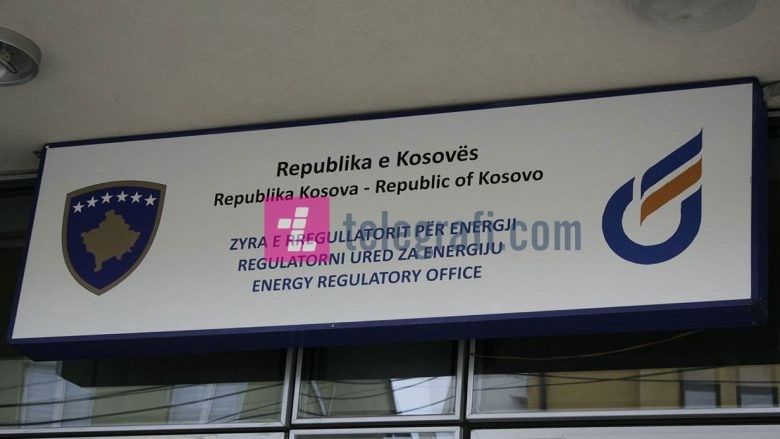 Republika e Kosovës
Republika Kosova - Republic of Kosovo
telegrafi.com
ZYRA E RREGULLATORIT PËR ENERGJI
REGULATORNI URED ZA ENERGIJU
ENERGY REGULATORY OFFICE